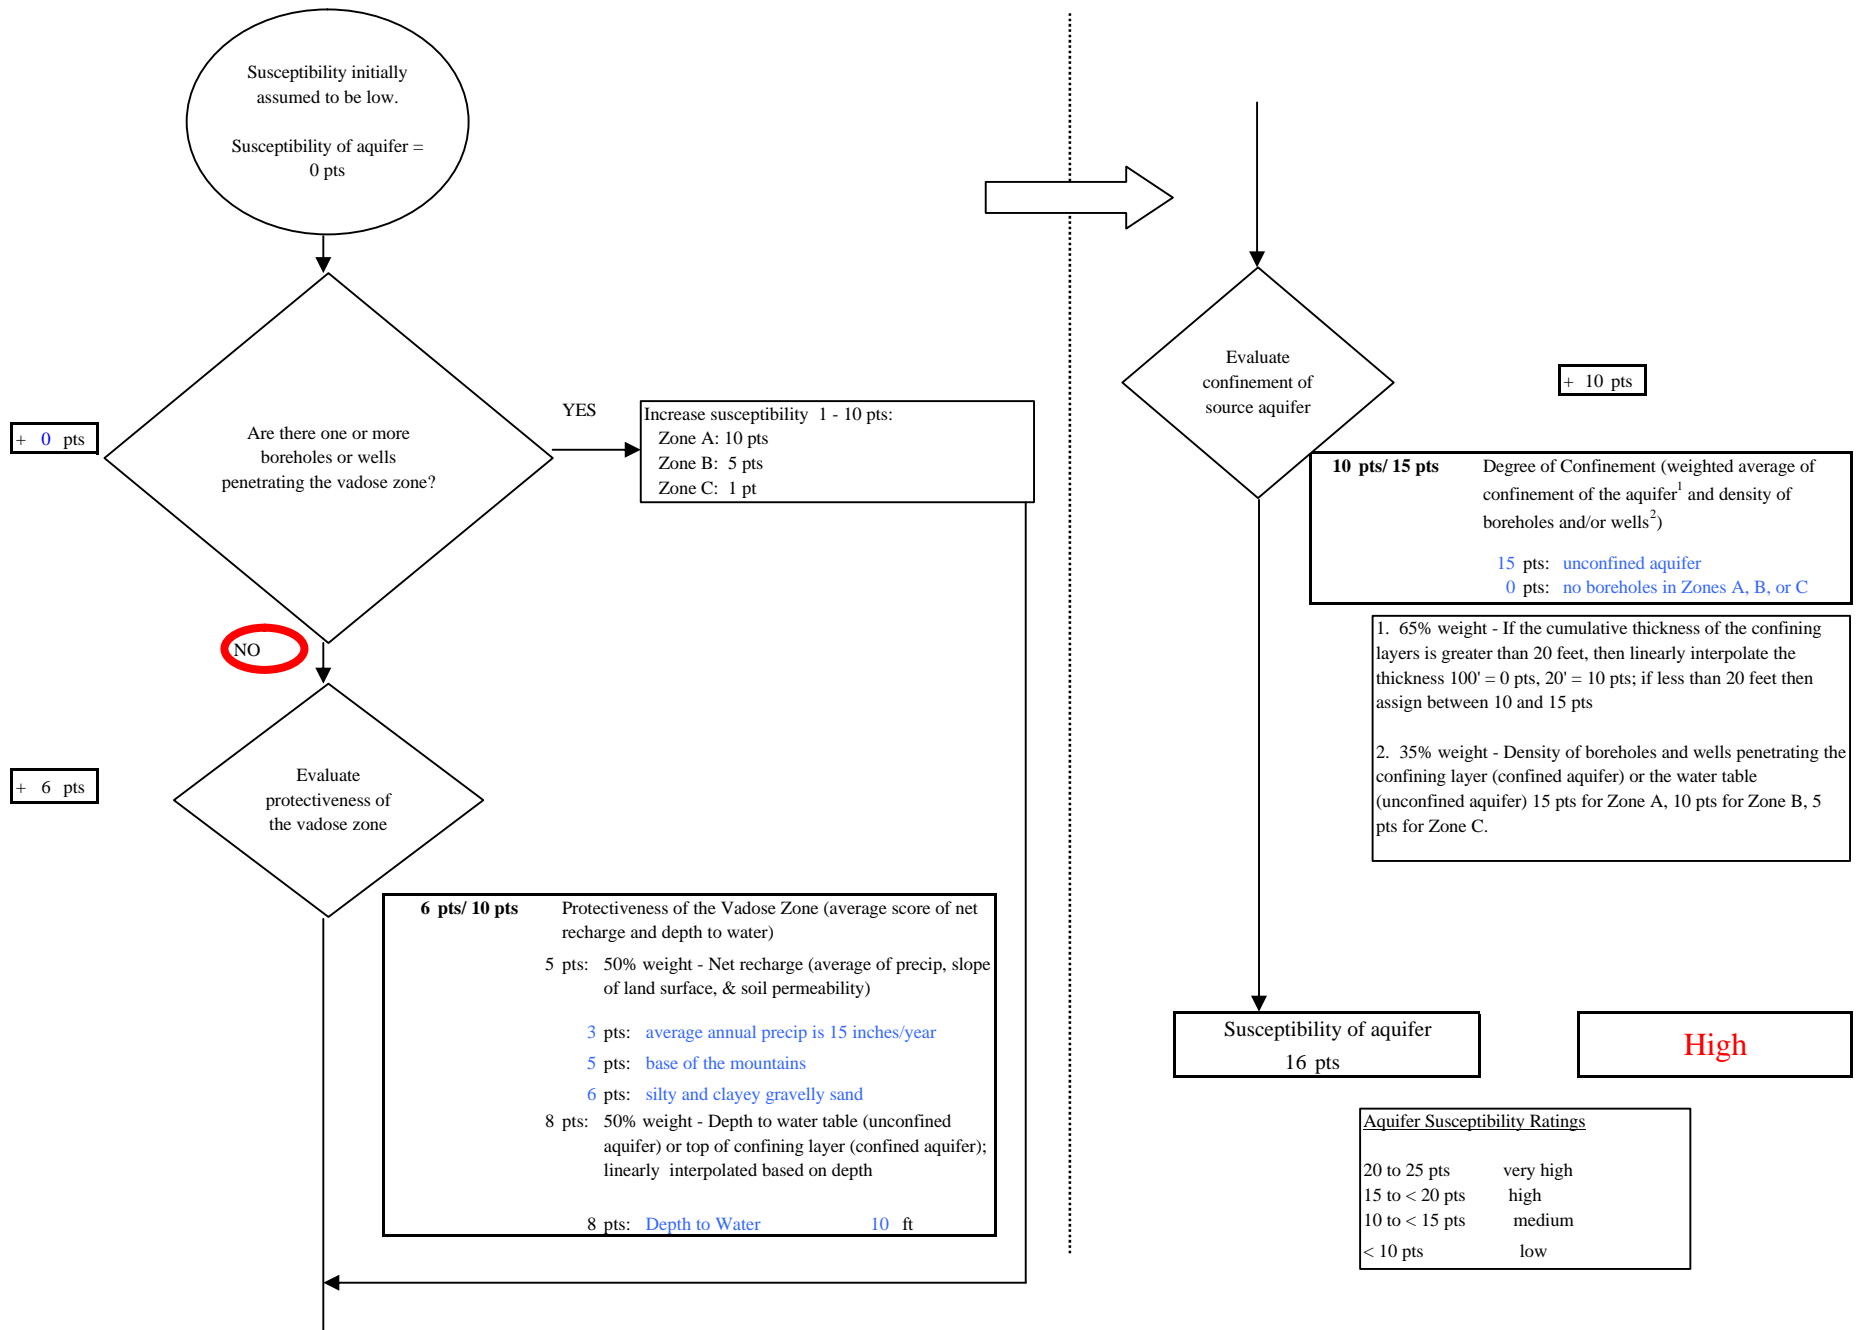 Susceptibility initially
assumed to be low.
Susceptibility of aquifer =
0 pts
+ 0 pts
Are there one or more
boreholes or wells
penetrating the vadose zone?
YES
Increase susceptibility 1 - 10 pts:
Zone A: 10 pts
Zone B: 5 pts
Zone C: 1 pt
NO
+ 6 pts
Evaluate
protectiveness of
the vadose zone
6 pts/ 10 pts
Protectiveness of the Vadose Zone (average score of net
recharge and depth to water)
5 pts: 50% weight - Net recharge (average of precip, slope
of land surface, & soil permeability)
3 pts: average annual precip is 15 inches/year
5 pts: base of the mountains
6 pts: silty and clayey gravelly sand
8 pts: 50% weight - Depth to water table (unconfined
aquifer) or top of confining layer (confined aquifer);
linearly interpolated based on depth
8 pts: Depth to Water 10 ft
Evaluate
confinement of
source aquifer
+ 10 pts
10 pts/ 15 pts
Degree of Confinement (weighted average of
confinement of the aquifer1 and density of
boreholes and/or wells2)
15 pts: unconfined aquifer
0 pts: no boreholes in Zones A, B, or C
1. 65% weight - If the cumulative thickness of the confining
layers is greater than 20 feet, then linearly interpolate the
thickness 100' = 0 pts, 20' = 10 pts; if less than 20 feet then
assign between 10 and 15 pts
2. 35% weight - Density of boreholes and wells penetrating the
confining layer (confined aquifer) or the water table
(unconfined aquifer) 15 pts for Zone A, 10 pts for Zone B, 5
pts for Zone C.
Susceptibility of aquifer
16 pts
High
Aquifer Susceptibility Ratings
20 to 25 pts very high
15 to < 20 pts high
10 to < 15 pts medium
< 10 pts low